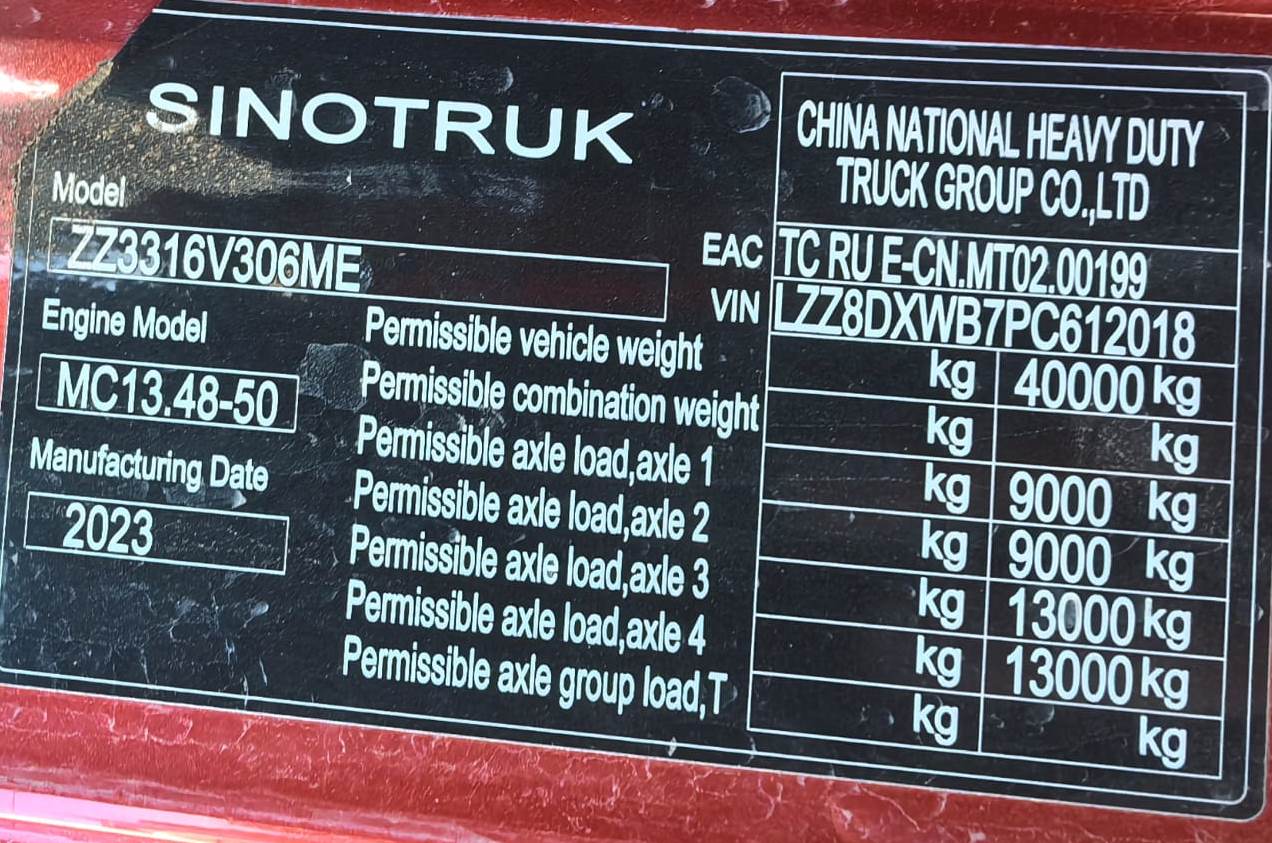 SINOTRUK
CHINA NATIONAL HEAVY DUTY
TRUCK GROUP CO.,LTD
Model
ZZ3316V306ME
EAC TC RU E-CN.MT02.00199
VIN LZZ8DXWB7PC612018
Engine Model
MC13.48-50
Manufacturing Date
2023
Permissible vehicle weight kg 40000 kg
Permissible combination weight kg kg
Permissible axle load,axle 1 kg 9000 kg
Permissible axle load,axle 2 kg 9000 kg
Permissible axle load,axle 3 kg 13000 kg
Permissible axle load,axle 4 kg 13000 kg
Permissible axle group load,T kg kg